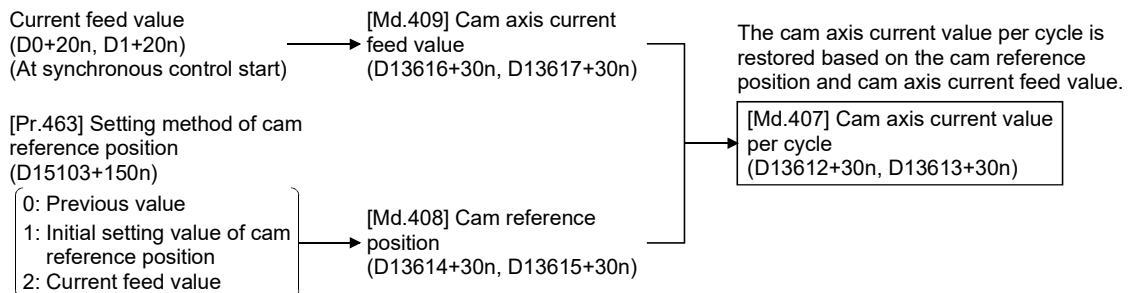 Current feed value
(D0+20n, D1+20n)
(At synchronous control start)
[Md.409] Cam axis current
feed value
(D13616+30n, D13617+30n)
The cam axis current value per cycle is
restored based on the cam reference
position and cam axis current feed value.
[Pr.463] Setting method of cam
reference position
(D15103+150n)
0: Previous value
1: Initial setting value of cam
reference position
2: Current feed value
[Md.408] Cam reference
position
(D13614+30n, D13615+30n)
[Md.407] Cam axis current value
per cycle
(D13612+30n, D13613+30n)